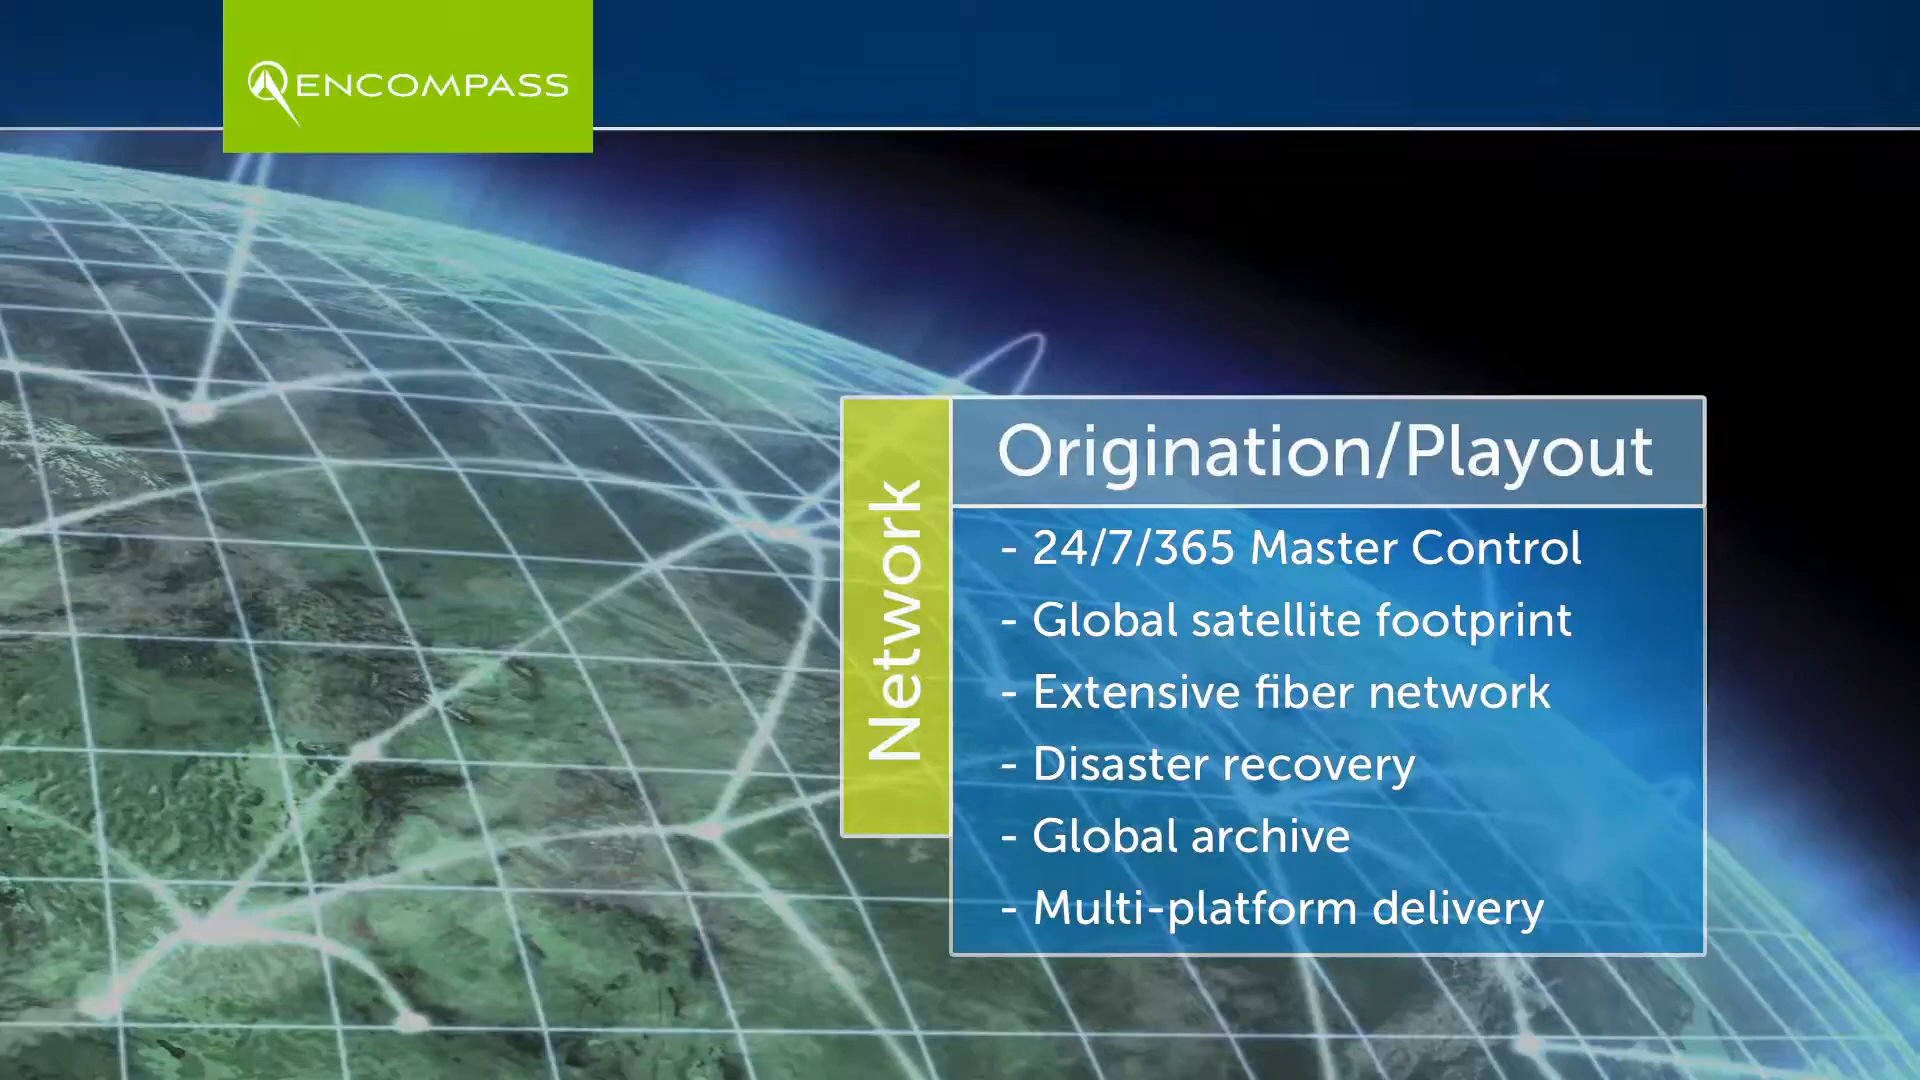 ENCOMPASS
Network
Origination/Playout
- 24/7/365 Master Control
- Global satellite footprint
- Extensive fiber network
- Disaster recovery
- Global archive
- Multi-platform delivery